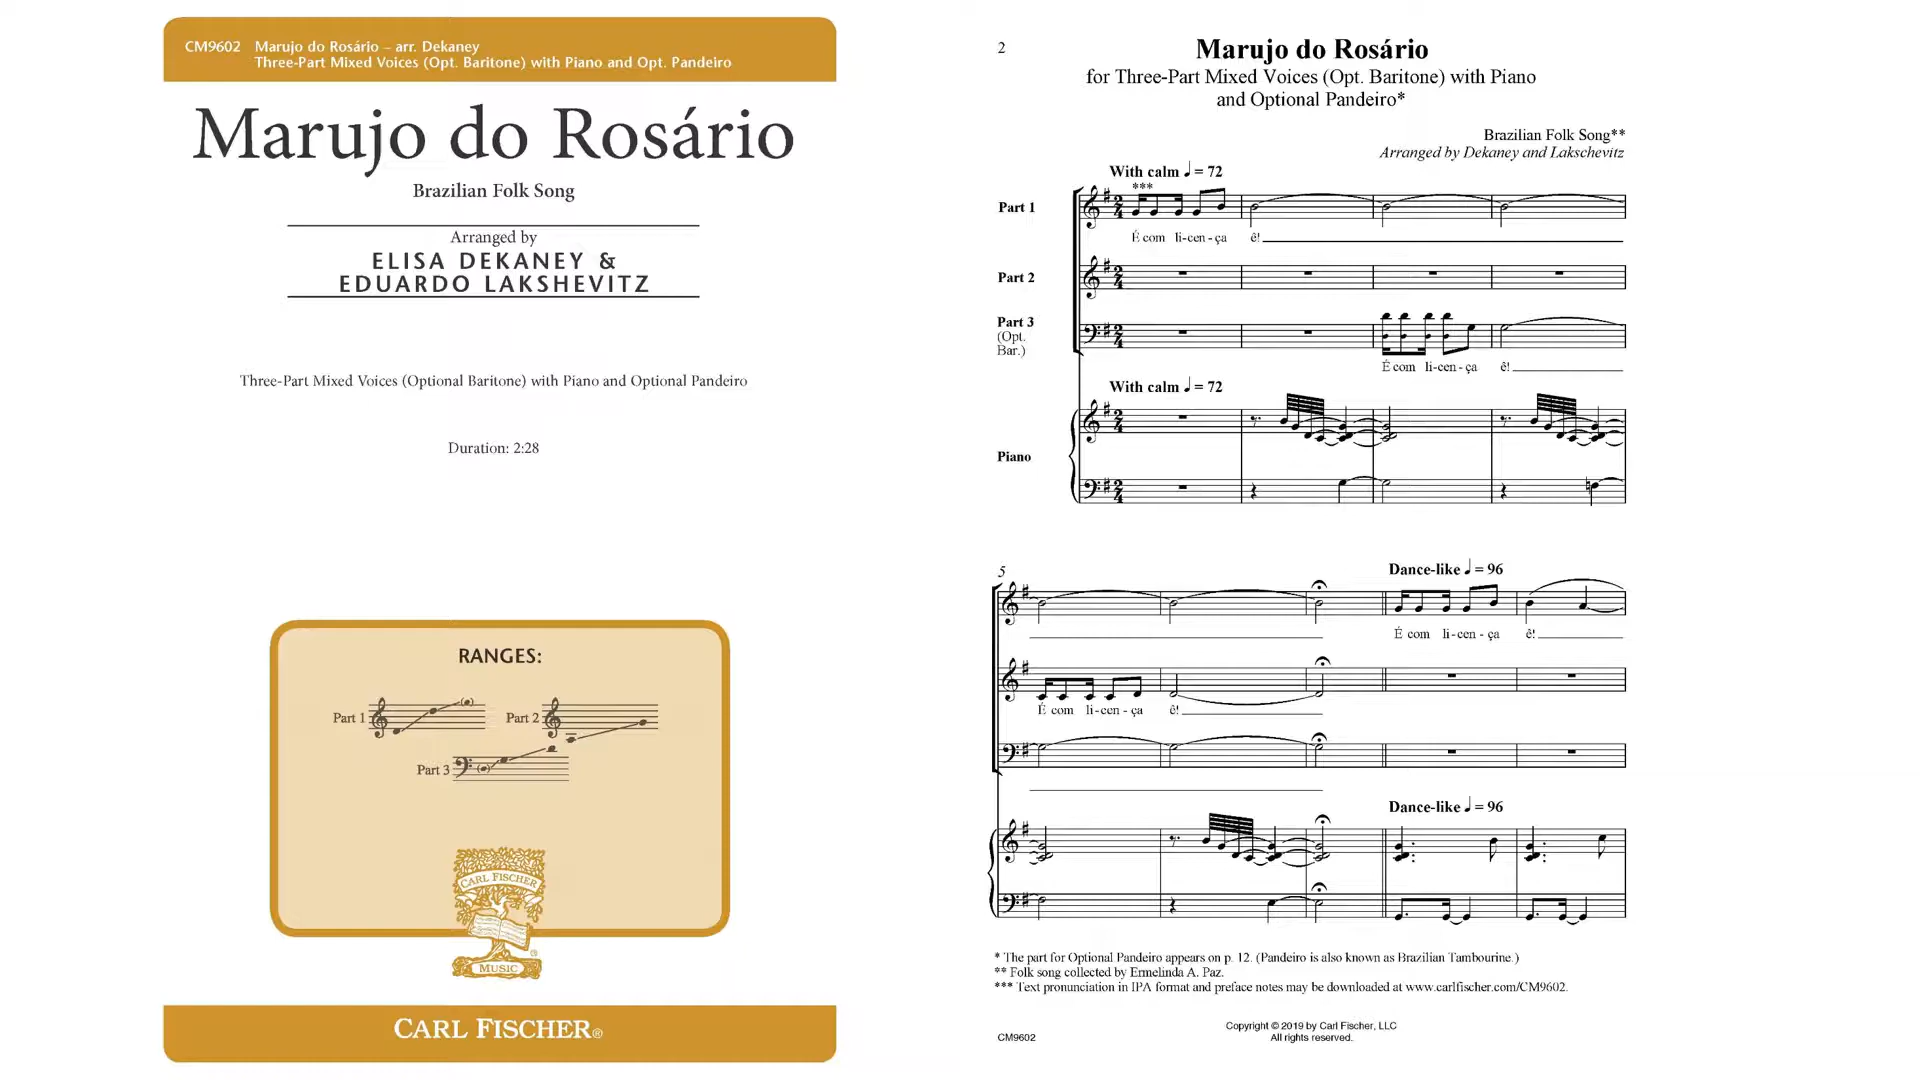 CM9602 Marujo do Rosário – arr. Dekaney
Three-Part Mixed Voices (Opt. Baritone) with Piano and Opt. Pandeiro
Marujo do Rosário
Brazilian Folk Song
Arranged by
ELISA DEKANEY &
EDUARDO LAKSHEVITZ
Three-Part Mixed Voices (Optional Baritone) with Piano and Optional Pandeiro
Duration: 2:28
RANGES:
Part 1
Part 2
Part 3
CARL FISCHER
MUSIC
®
CARL FISCHER®
2
Marujo do Rosário
for Three-Part Mixed Voices (Opt. Baritone) with Piano
and Optional Pandeiro*
Brazilian Folk Song**
Arranged by Dekaney and Lakschevitz
With calm ♩ = 72
***
Part 1
É com li - cen - ça ê!
Part 2
Part 3
(Opt.
Bar.)
É com li - cen - ça ê!
With calm ♩ = 72
Piano
5
Dance-like ♩ = 96
É com li - cen - ça ê!
É com li - cen - ça ê!
Dance-like ♩ = 96
* The part for Optional Pandeiro appears on p. 12. (Pandeiro is also known as Brazilian Tambourine.)
** Folk song collected by Ermelinda A. Paz.
*** Text pronunciation in IPA format and preface notes may be downloaded at www.carlfischer.com/CM9602.
Copyright © 2019 by Carl Fischer, LLC
All rights reserved.
CM9602